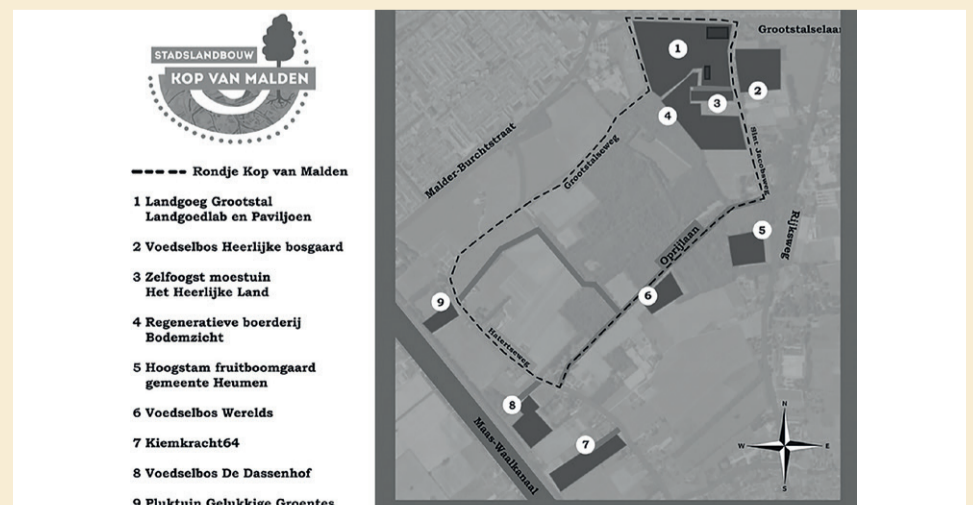 STADSLANDBOUW
KOP VAN MALDEN
Rondje Kop van Malden
1 Landgoeg Grootstal
Landgoedlab en Paviljoen
2 Voedselbos Heerlijke bosgaard
3 Zelfoogst moestuin
Het Heerlijke Land
4 Regeneratieve boerderij
Bodemzicht
5 Hoogstam fruitboomgaard
gemeente Heumen
6 Voedselbos Werelds
7 Kiemkracht64
8 Voedselbos De Dassenhof
9 Pluktuin Gelukkige Groentes
Grootstalselaan
1
2
3
4
Malder-Burchtstraat
Grootstalseweg
Sint Jacobsweg
5
Rijksweg
Oprijlaan
6
9
Hatertseweg
8
7
Maas-Waalkanaal
N
W
E
S